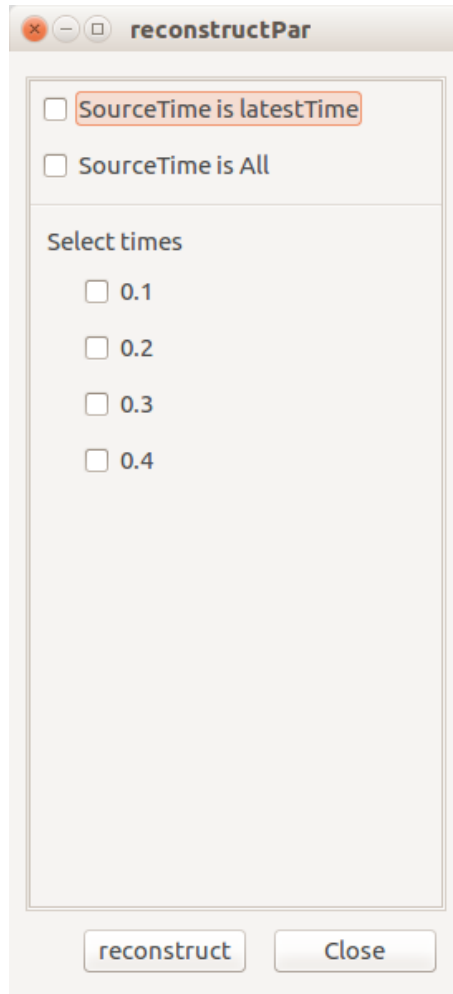 reconstructPar
SourceTime is latestTime
SourceTime is All
Select times
0.1
0.2
0.3
0.4
reconstruct Close